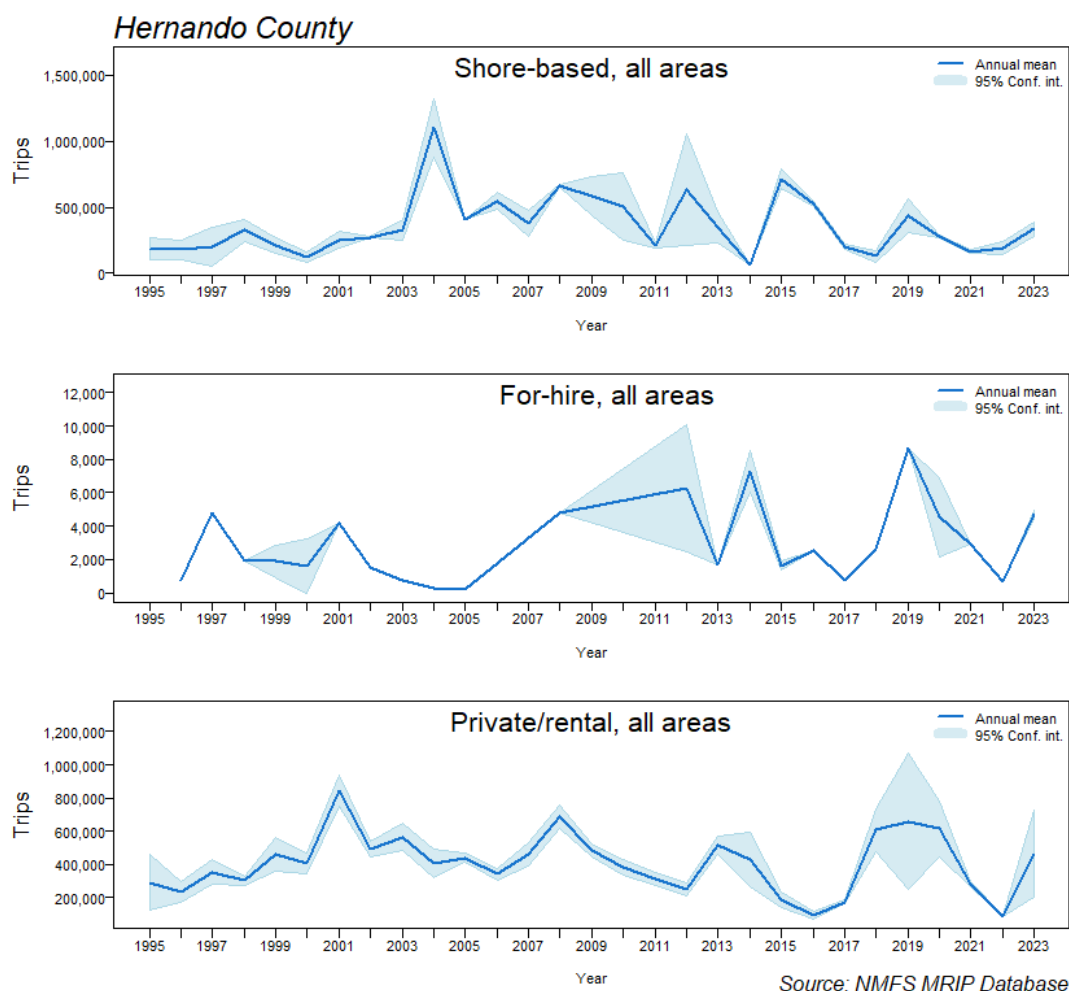 Hernando County
Shore-based, all areas
Annual mean
95% Conf. int.
Trips
1,500,000
1,000,000
500,000
0
1995 1997 1999 2001 2003 2005 2007 2009 2011 2013 2015 2017 2019 2021 2023
Year
For-hire, all areas
Annual mean
95% Conf. int.
Trips
12,000
10,000
8,000
6,000
4,000
2,000
0
1995 1997 1999 2001 2003 2005 2007 2009 2011 2013 2015 2017 2019 2021 2023
Year
Private/rental, all areas
Annual mean
95% Conf. int.
Trips
1,200,000
1,000,000
800,000
600,000
400,000
200,000
1995 1997 1999 2001 2003 2005 2007 2009 2011 2013 2015 2017 2019 2021 2023
Year
Source: NMFS MRIP Database